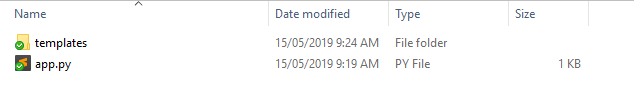 Name Date modified Type Size
templates 15/05/2019 9:24 AM File folder
app.py 15/05/2019 9:19 AM PY File 1 KB